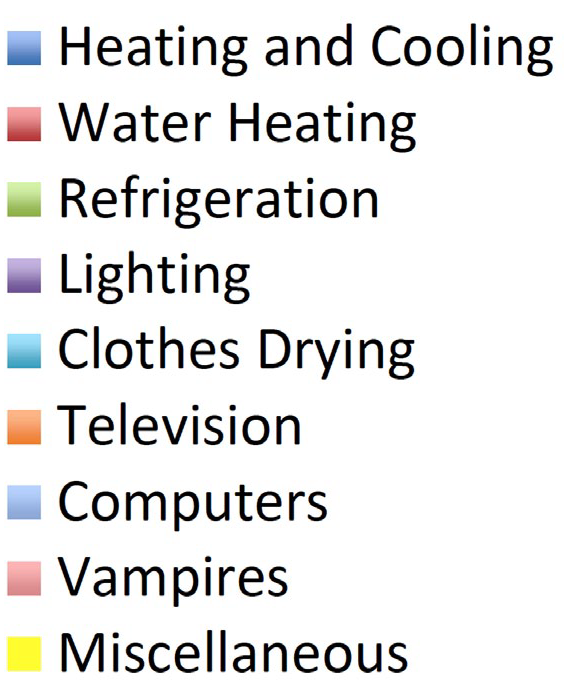 Heating and Cooling
Water Heating
Refrigeration
Lighting
Clothes Drying
Television
Computers
Vampires
Miscellaneous